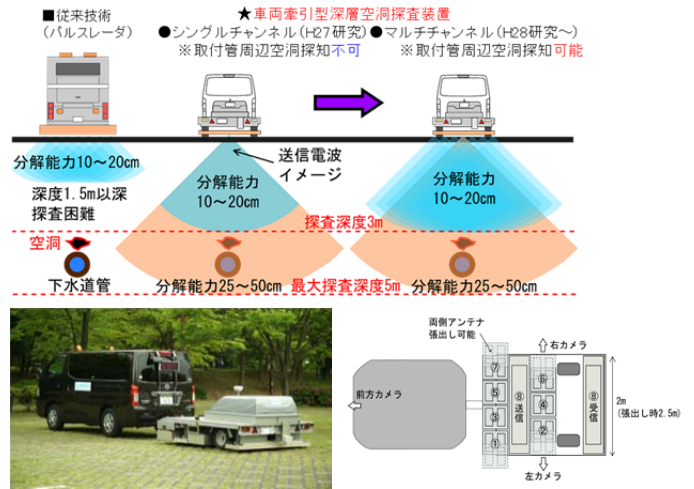 ■従来技術
(パルスレーダ)
★車両牽引型深層空洞探査装置
●シングルチャンネル(H27研究)
※取付管周辺空洞探知不可
●マルチチャンネル(H28研究～)
※取付管周辺空洞探知可能
分解能力10～20cm
深度1.5m以深
探査困難
送信電波
イメージ
分解能力
10～20cm
分解能力
10～20cm
探査深度3m
空洞
下水道管
分解能力25～50cm
最大探査深度5m
分解能力25～50cm
両側アンテナ
張出し可能
右カメラ
前方カメラ
⑦
⑤
③
①
⑧送信
⑥
④
②
⑧受信
2m
(張出し時2.5m)
左カメラ